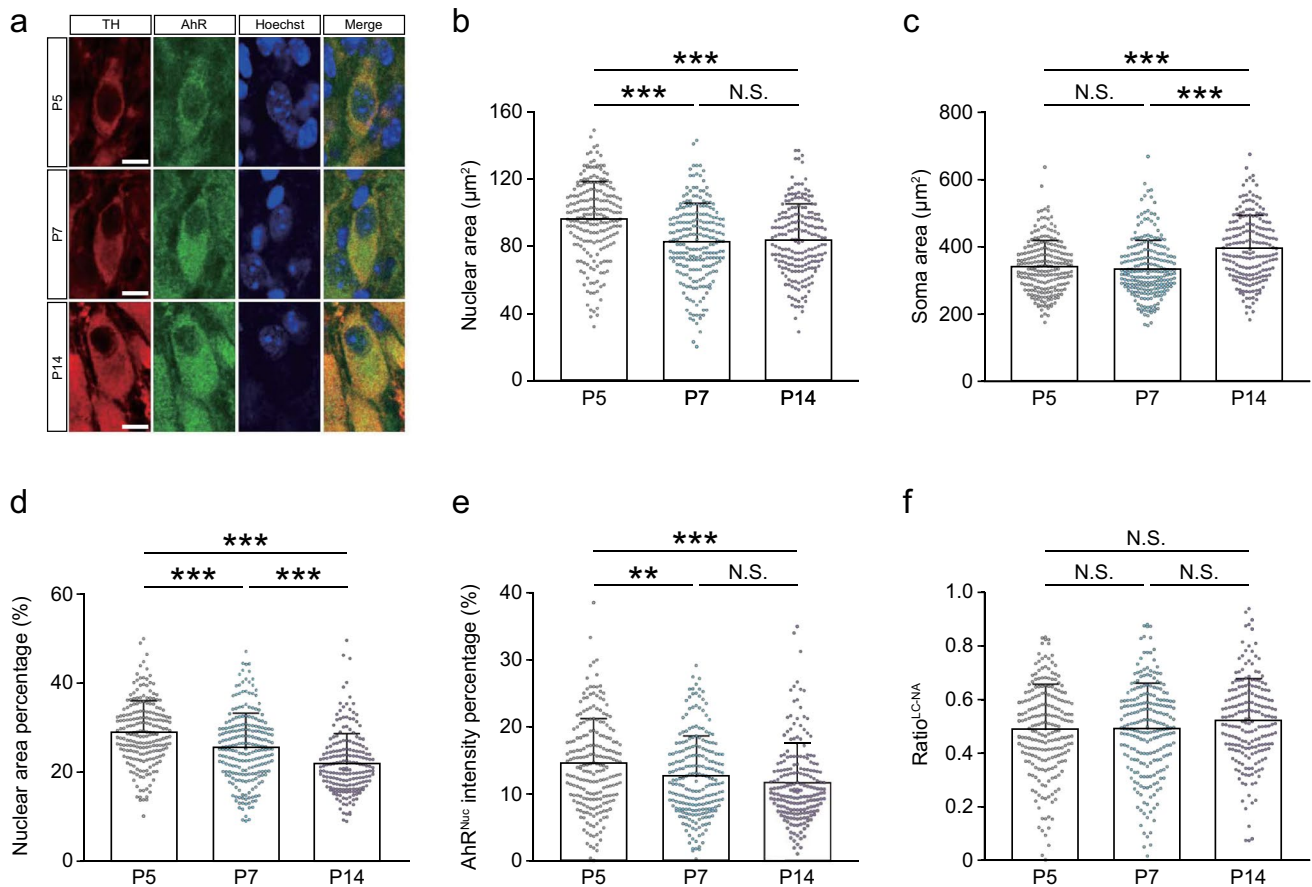 a
TH AhR Hoechst Merge
P5
P7
P14
b
***
*** N.S.
Nuclear area (µm²)
160
120
80
40
0
P5 P7 P14
c
***
N.S. ***
Soma area (µm²)
800
600
400
200
0
P5 P7 P14
d
***
*** ***
Nuclear area percentage (%)
60
40
20
0
P5 P7 P14
e
***
** N.S.
AhR^Nuc intensity percentage (%)
40
30
20
10
0
P5 P7 P14
f
N.S.
N.S. N.S.
Ratio^LC-NA
1.0
0.8
0.6
0.4
0.2
0
P5 P7 P14